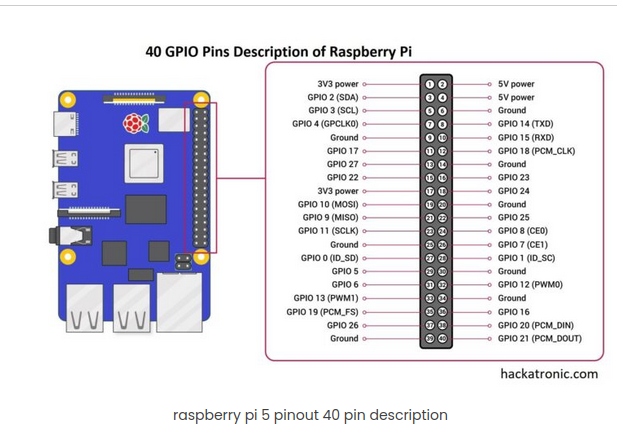 40 GPIO Pins Description of Raspberry Pi
3V3 power 1 2 5V power
GPIO 2 (SDA) 3 4 5V power
GPIO 3 (SCL) 5 6 Ground
GPIO 4 (GPCLK0) 7 8 GPIO 14 (TXD)
Ground 9 10 GPIO 15 (RXD)
GPIO 17 11 12 GPIO 18 (PCM_CLK)
GPIO 27 13 14 Ground
GPIO 22 15 16 GPIO 23
3V3 power 17 18 GPIO 24
GPIO 10 (MOSI) 19 20 Ground
GPIO 9 (MISO) 21 22 GPIO 25
GPIO 11 (SCLK) 23 24 GPIO 8 (CE0)
Ground 25 26 GPIO 7 (CE1)
GPIO 0 (ID_SD) 27 28 GPIO 1 (ID_SC)
GPIO 5 29 30 Ground
GPIO 6 31 32 GPIO 12 (PWM0)
GPIO 13 (PWM1) 33 34 Ground
GPIO 19 (PCM_FS) 35 36 GPIO 16
GPIO 26 37 38 GPIO 20 (PCM_DIN)
Ground 39 40 GPIO 21 (PCM_DOUT)
hackatronic.com
raspberry pi 5 pinout 40 pin description